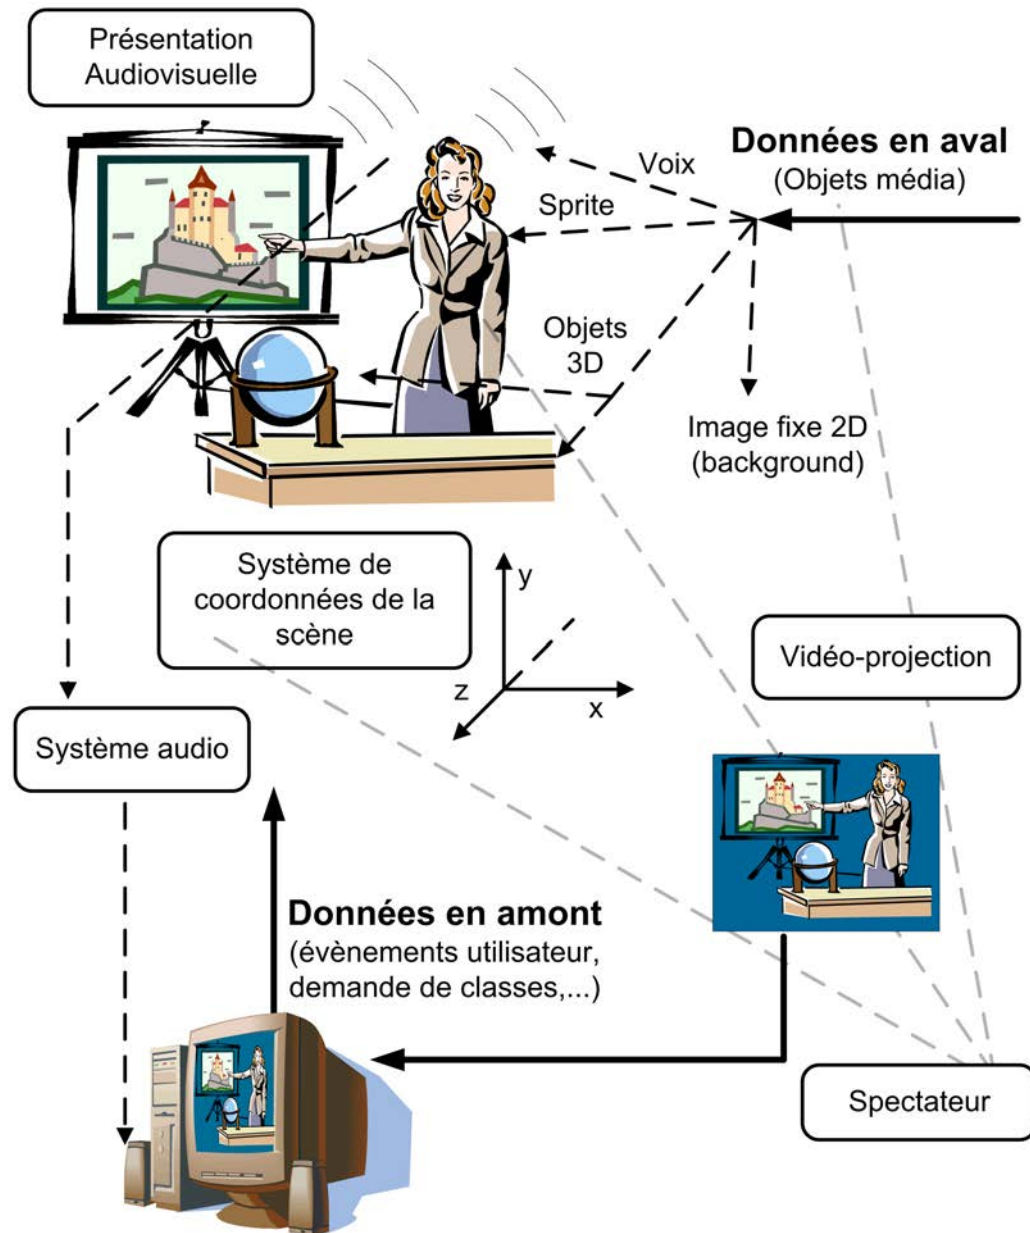 Présentation
Audiovisuelle
Données en aval
(Objets média)
Voix
Sprite
Objets
3D
Image fixe 2D
(background)
Système de
coordonnées de la
scène
y
z
x
Vidéo-projection
Système audio
Données en amont
(évènements utilisateur,
demande de classes,...)
Spectateur